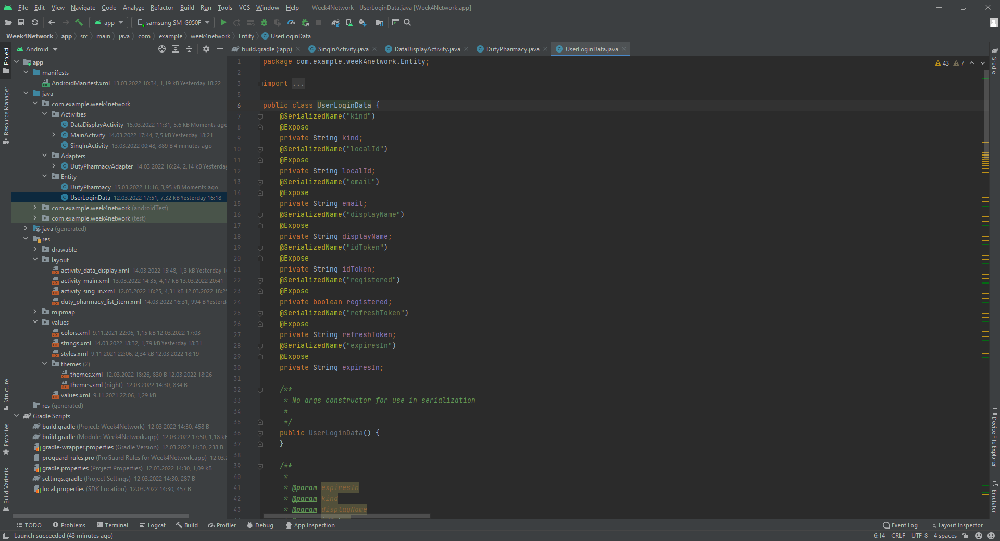 File Edit View Navigate Code Analyze Refactor Build Run Tools VCS Window Help Week4Network - UserLoginData.java [Week4Network.app]
app samsung SM-G950F
Week4Network app src main java com example week4network Entity UserLoginData
Android
build.gradle (:app) SingInActivity.java DataDisplayActivity.java DutyPharmacy.java UserLoginData.java
Project
Resource Manager
Structure
Favorites
Build Variants
app
manifests
AndroidManifest.xml 13.03.2022 10:34, 1,19 kB Yesterday 18:22
java
com.example.week4network
Activities
DataDisplayActivity 15.03.2022 11:31, 5,6 kB Moments ago
MainActivity 14.03.2022 17:44, 7,5 kB Yesterday 18:21
SingInActivity 13.03.2022 00:48, 889 B 4 minutes ago
Adapters
DutyPharmacyAdapter 14.03.2022 16:24, 2,14 kB Yesterday
Entity
DutyPharmacy 15.03.2022 11:16, 3,95 kB Moments ago
UserLoginData 12.03.2022 17:51, 7,32 kB Yesterday 16:18
com.example.week4network (androidTest)
com.example.week4network (test)
java (generated)
res
drawable
layout
activity_data_display.xml 14.03.2022 15:48, 1,3 kB Yesterday 1
activity_main.xml 13.03.2022 14:35, 4,17 kB 13.03.2022 20:41
activity_sing_in.xml 12.03.2022 18:25, 4,31 kB 12.03.2022 18:25
duty_pharmacy_list_item.xml 14.03.2022 16:31, 994 B Yesterd
mipmap
values
colors.xml 9.11.2021 22:06, 1,15 kB 12.03.2022 17:03
strings.xml 14.03.2022 18:32, 1,79 kB Yesterday 18:31
styles.xml 9.11.2021 22:06, 2,34 kB 12.03.2022 18:19
themes (2)
themes.xml 12.03.2022 18:26, 830 B 12.03.2022 18:26
themes.xml (night) 12.03.2022 14:30, 834 B
values.xml 9.11.2021 22:06, 1,29 kB
res (generated)
Gradle Scripts
build.gradle (Project: Week4Network) 12.03.2022 14:30, 458 B
build.gradle (Module: Week4Network.app) 12.03.2022 17:50, 1,18 kB
gradle-wrapper.properties (Gradle Version) 12.03.2022 14:30, 238 B
proguard-rules.pro (ProGuard Rules for Week4Network.app) 12.03.2
gradle.properties (Project Properties) 12.03.2022 14:30, 1,09 kB
settings.gradle (Project Settings) 12.03.2022 14:30, 287 B
local.properties (SDK Location) 12.03.2022 14:30, 457 B
43 7
1 package com.example.week4network.Entity;
2
3 import ...
5
6 public class UserLoginData {
7 @SerializedName("kind")
8 @Expose
9 private String kind;
10 @SerializedName("localId")
11 @Expose
12 private String localId;
13 @SerializedName("email")
14 @Expose
15 private String email;
16 @SerializedName("displayName")
17 @Expose
18 private String displayName;
19 @SerializedName("idToken")
20 @Expose
21 private String idToken;
22 @SerializedName("registered")
23 @Expose
24 private boolean registered;
25 @SerializedName("refreshToken")
26 @Expose
27 private String refreshToken;
28 @SerializedName("expiresIn")
29 @Expose
30 private String expiresIn;
31
32 /**
33 * No args constructor for use in serialization
34 *
35 */
36 public UserLoginData() {
37 }
38
39 /**
40 *
41 * @param expiresIn
42 * @param kind
43 * @param displayName
Gradle
Device File Explorer
Emulator
TODO Problems Terminal Logcat Build Profiler Debug App Inspection Event Log Layout Inspector
Launch succeeded (43 minutes ago) 6:14 CRLF UTF-8 4 spaces